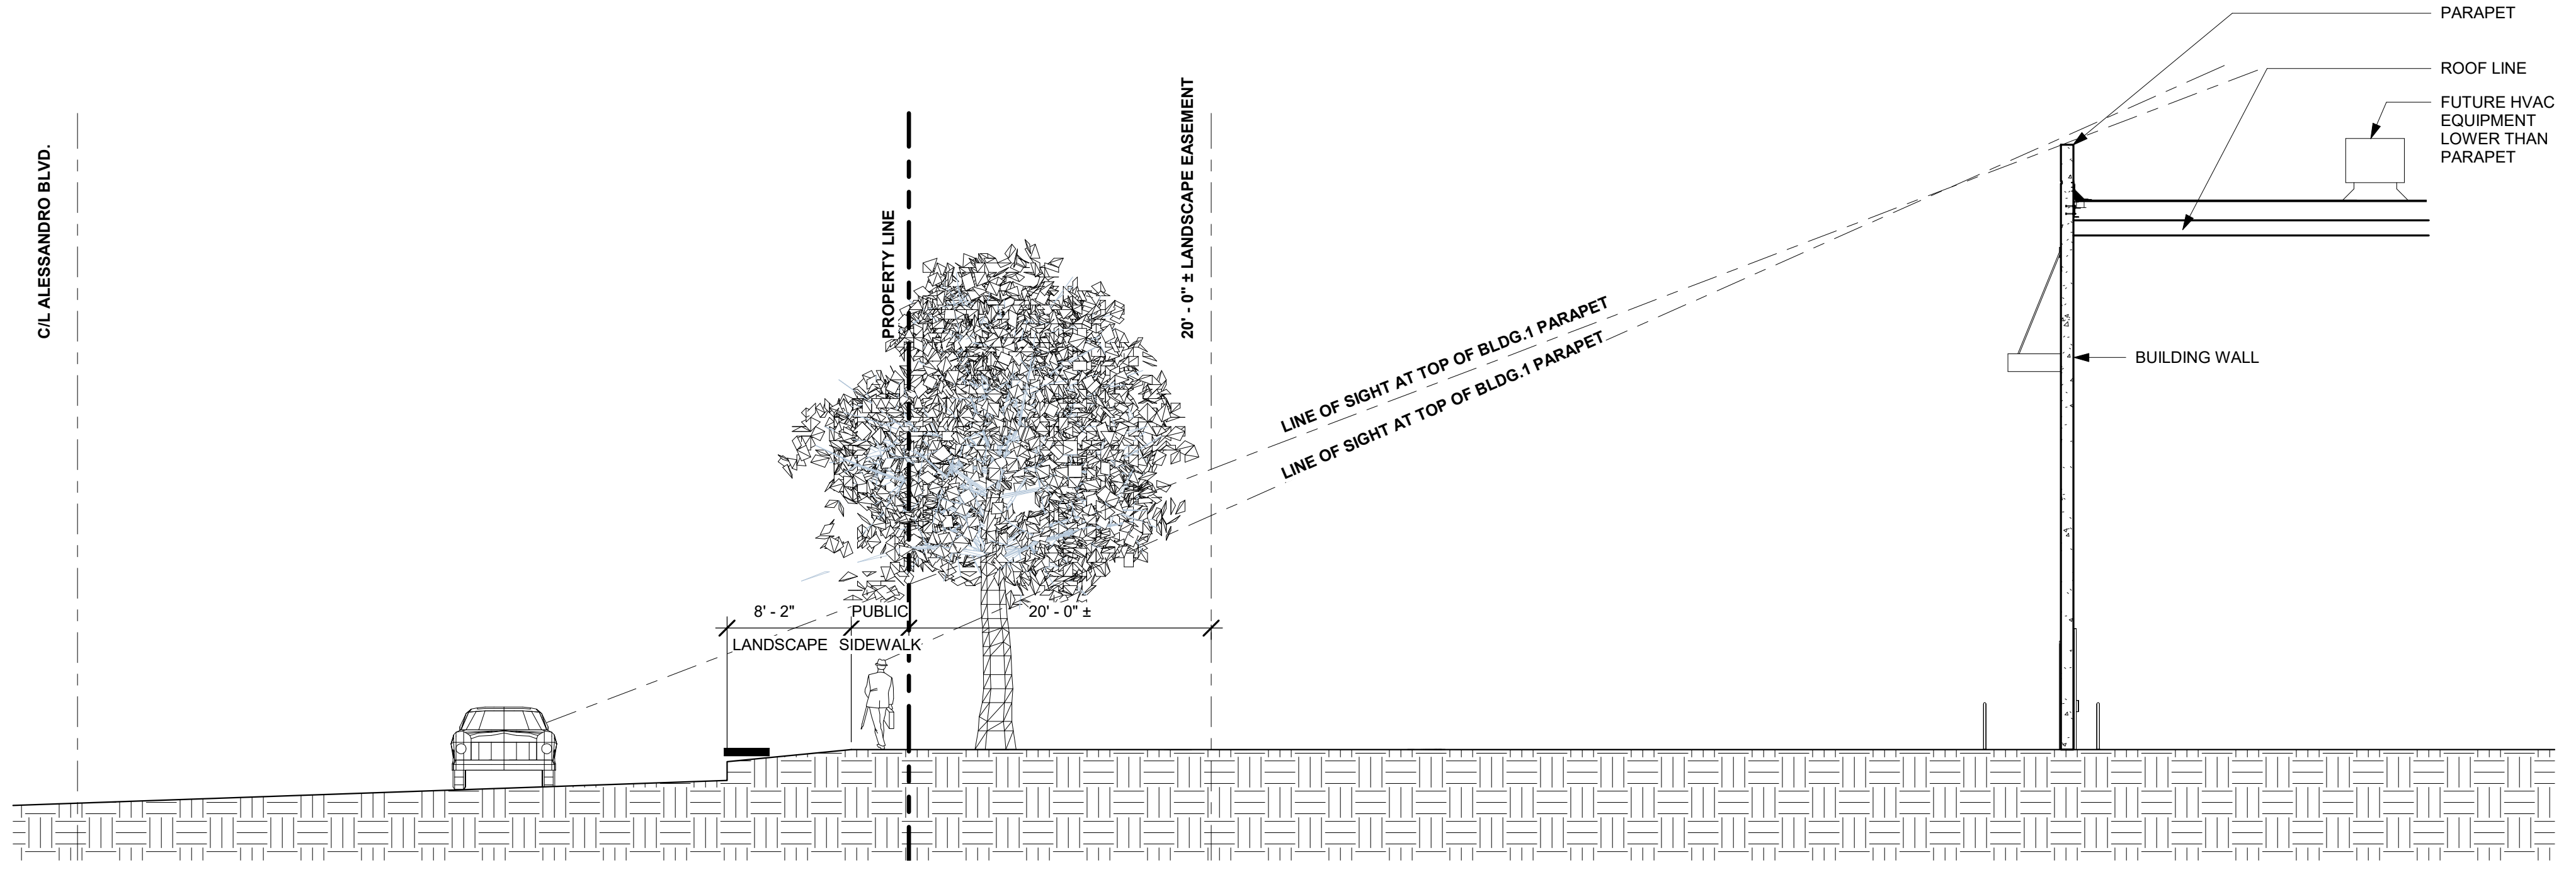 PARAPET
ROOF LINE
FUTURE HVAC
EQUIPMENT
LOWER THAN
PARAPET
C/L ALESSANDRO BLVD.
PROPERTY LINE
20' - 0" ± LANDSCAPE EASEMENT
LINE OF SIGHT AT TOP OF BLDG.1 PARAPET
LINE OF SIGHT AT TOP OF BLDG.1 PARAPET
BUILDING WALL
8' - 2"
PUBLIC
20' - 0" ±
LANDSCAPE
SIDEWALK